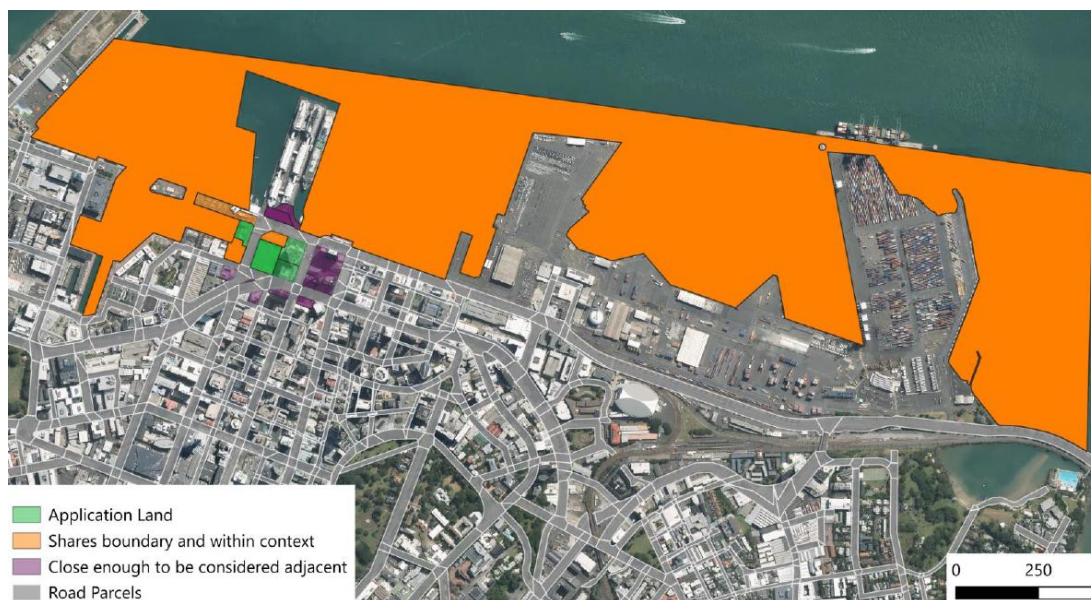 Application Land
Shares boundary and within context
Close enough to be considered adjacent
Road Parcels
0 250